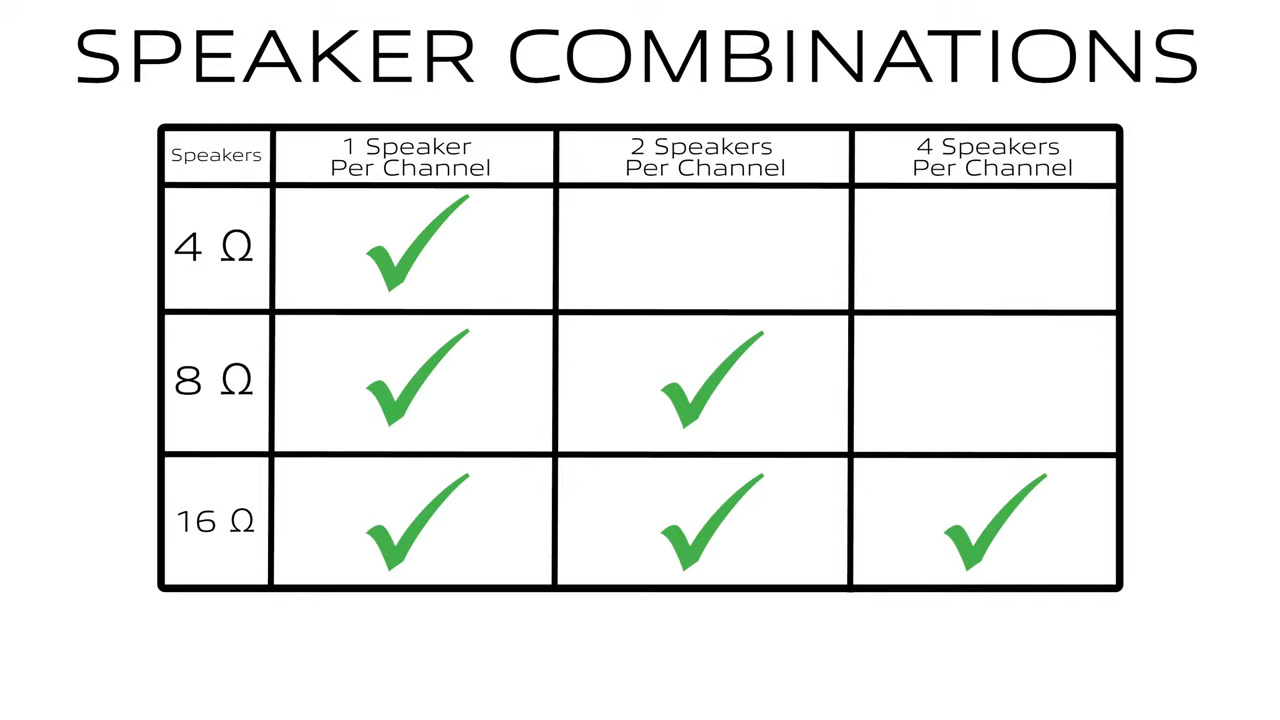 SPEAKER COMBINATIONS
Speakers
1 Speaker
Per Channel
2 Speakers
Per Channel
4 Speakers
Per Channel
4 Ω
8 Ω
16 Ω